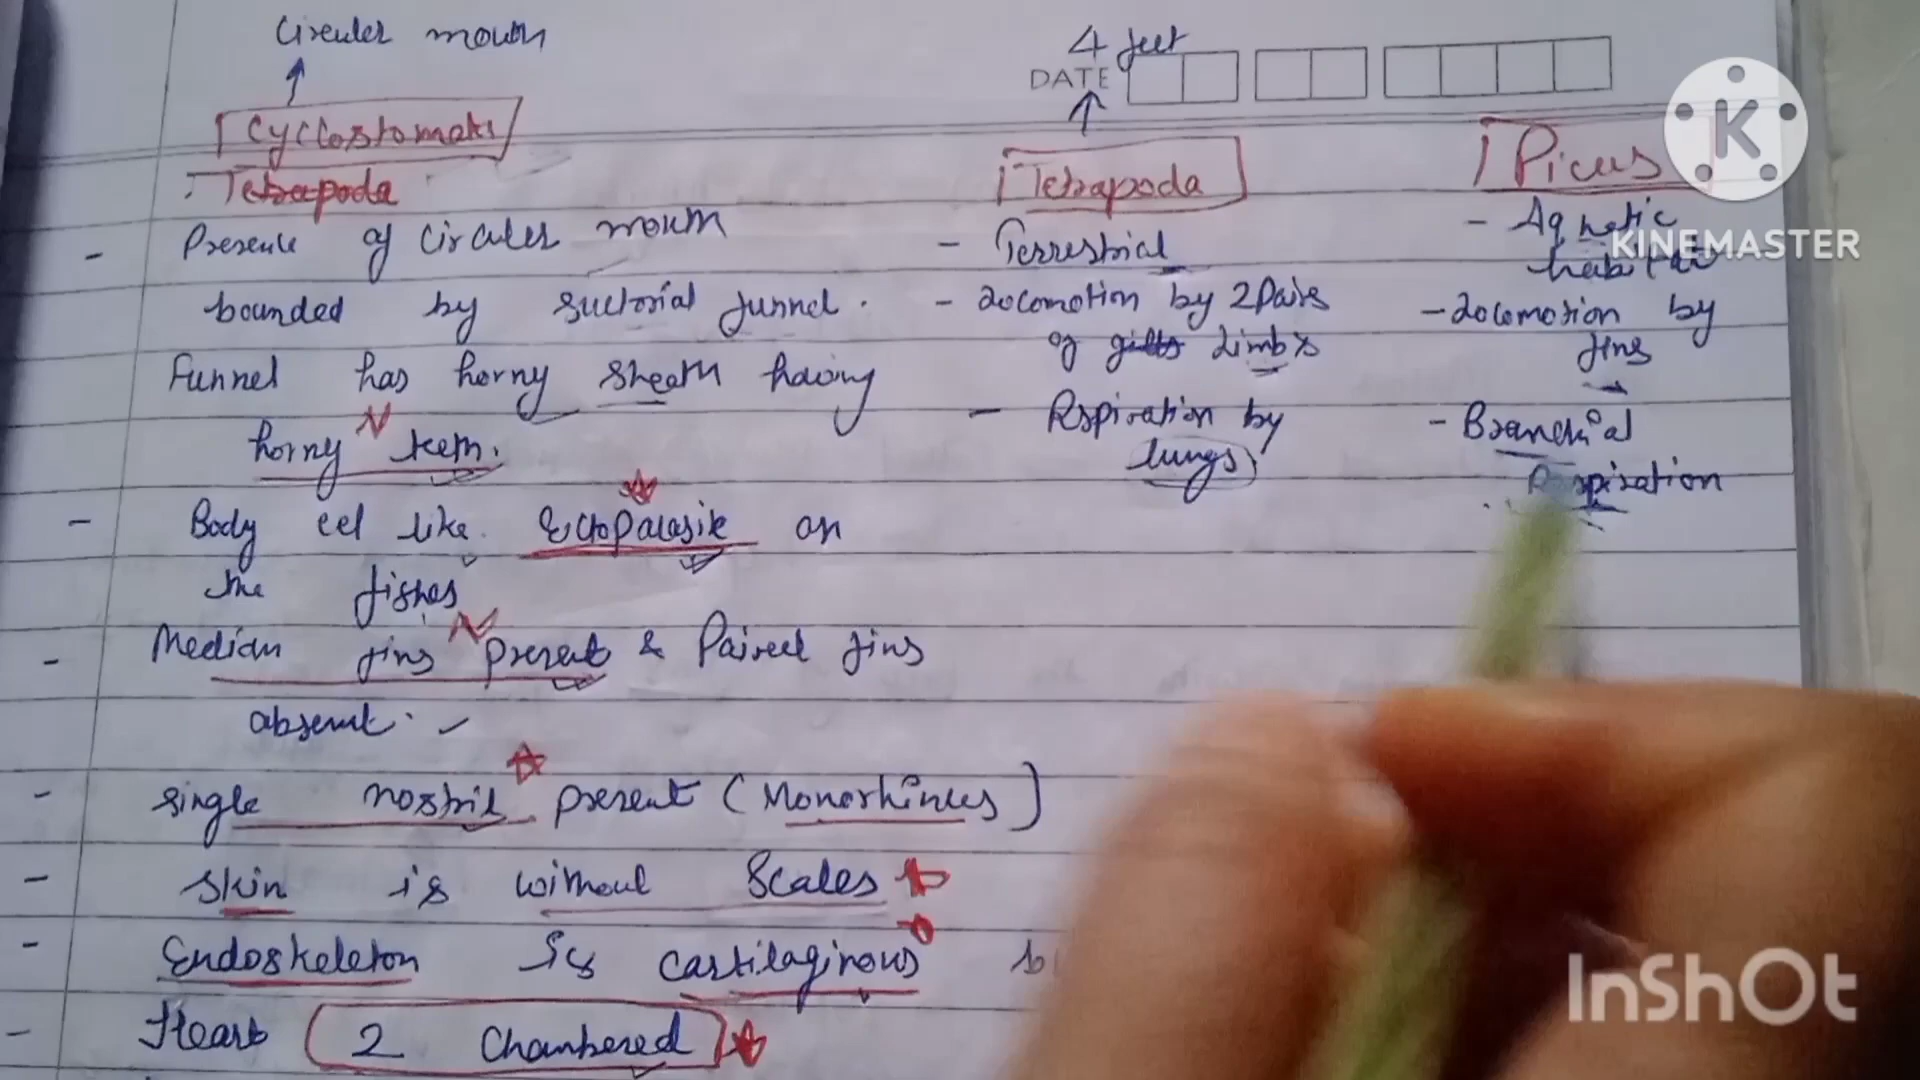 Circular mouth
Cyclostomata
Tetrapoda
- Presence of circular mouth
bounded by suctorial funnel.
Funnel has horny sheath having
horny teeth.
- Body eel like. Ectoparasite on
the fishes
- Median fins present & Paired fins
absent.
- single nostril present (Monorhinus)
- skin is without Scales
- Endoskeleton is cartilaginous
- Heart 2 Chambered
4 feet
DATE
Tetrapoda
- Terrestrial
- Locomotion by 2 Pairs
of gills Limbs
- Respiration by
lungs
Pices
- Aquatic
habitat
- Locomotion by
fins
- Branchial
Respiration
K
KINEMASTER
InShOt